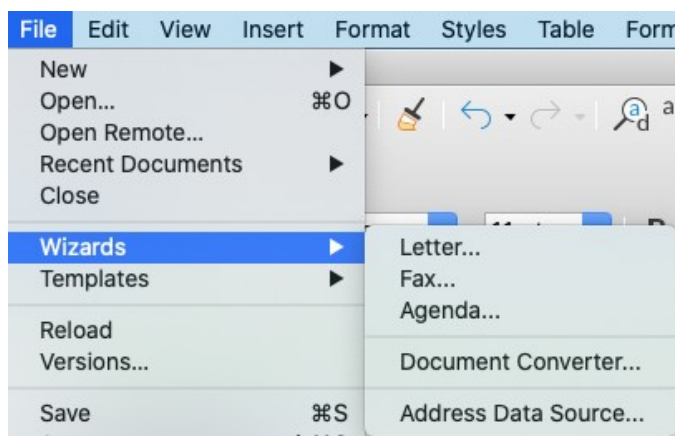 File Edit View Insert Format Styles Table Form
New
Open... ⌘O
Open Remote...
Recent Documents
Close
Wizards
Templates
Reload
Versions...
Save ⌘S
Letter...
Fax...
Agenda...
Document Converter...
Address Data Source...